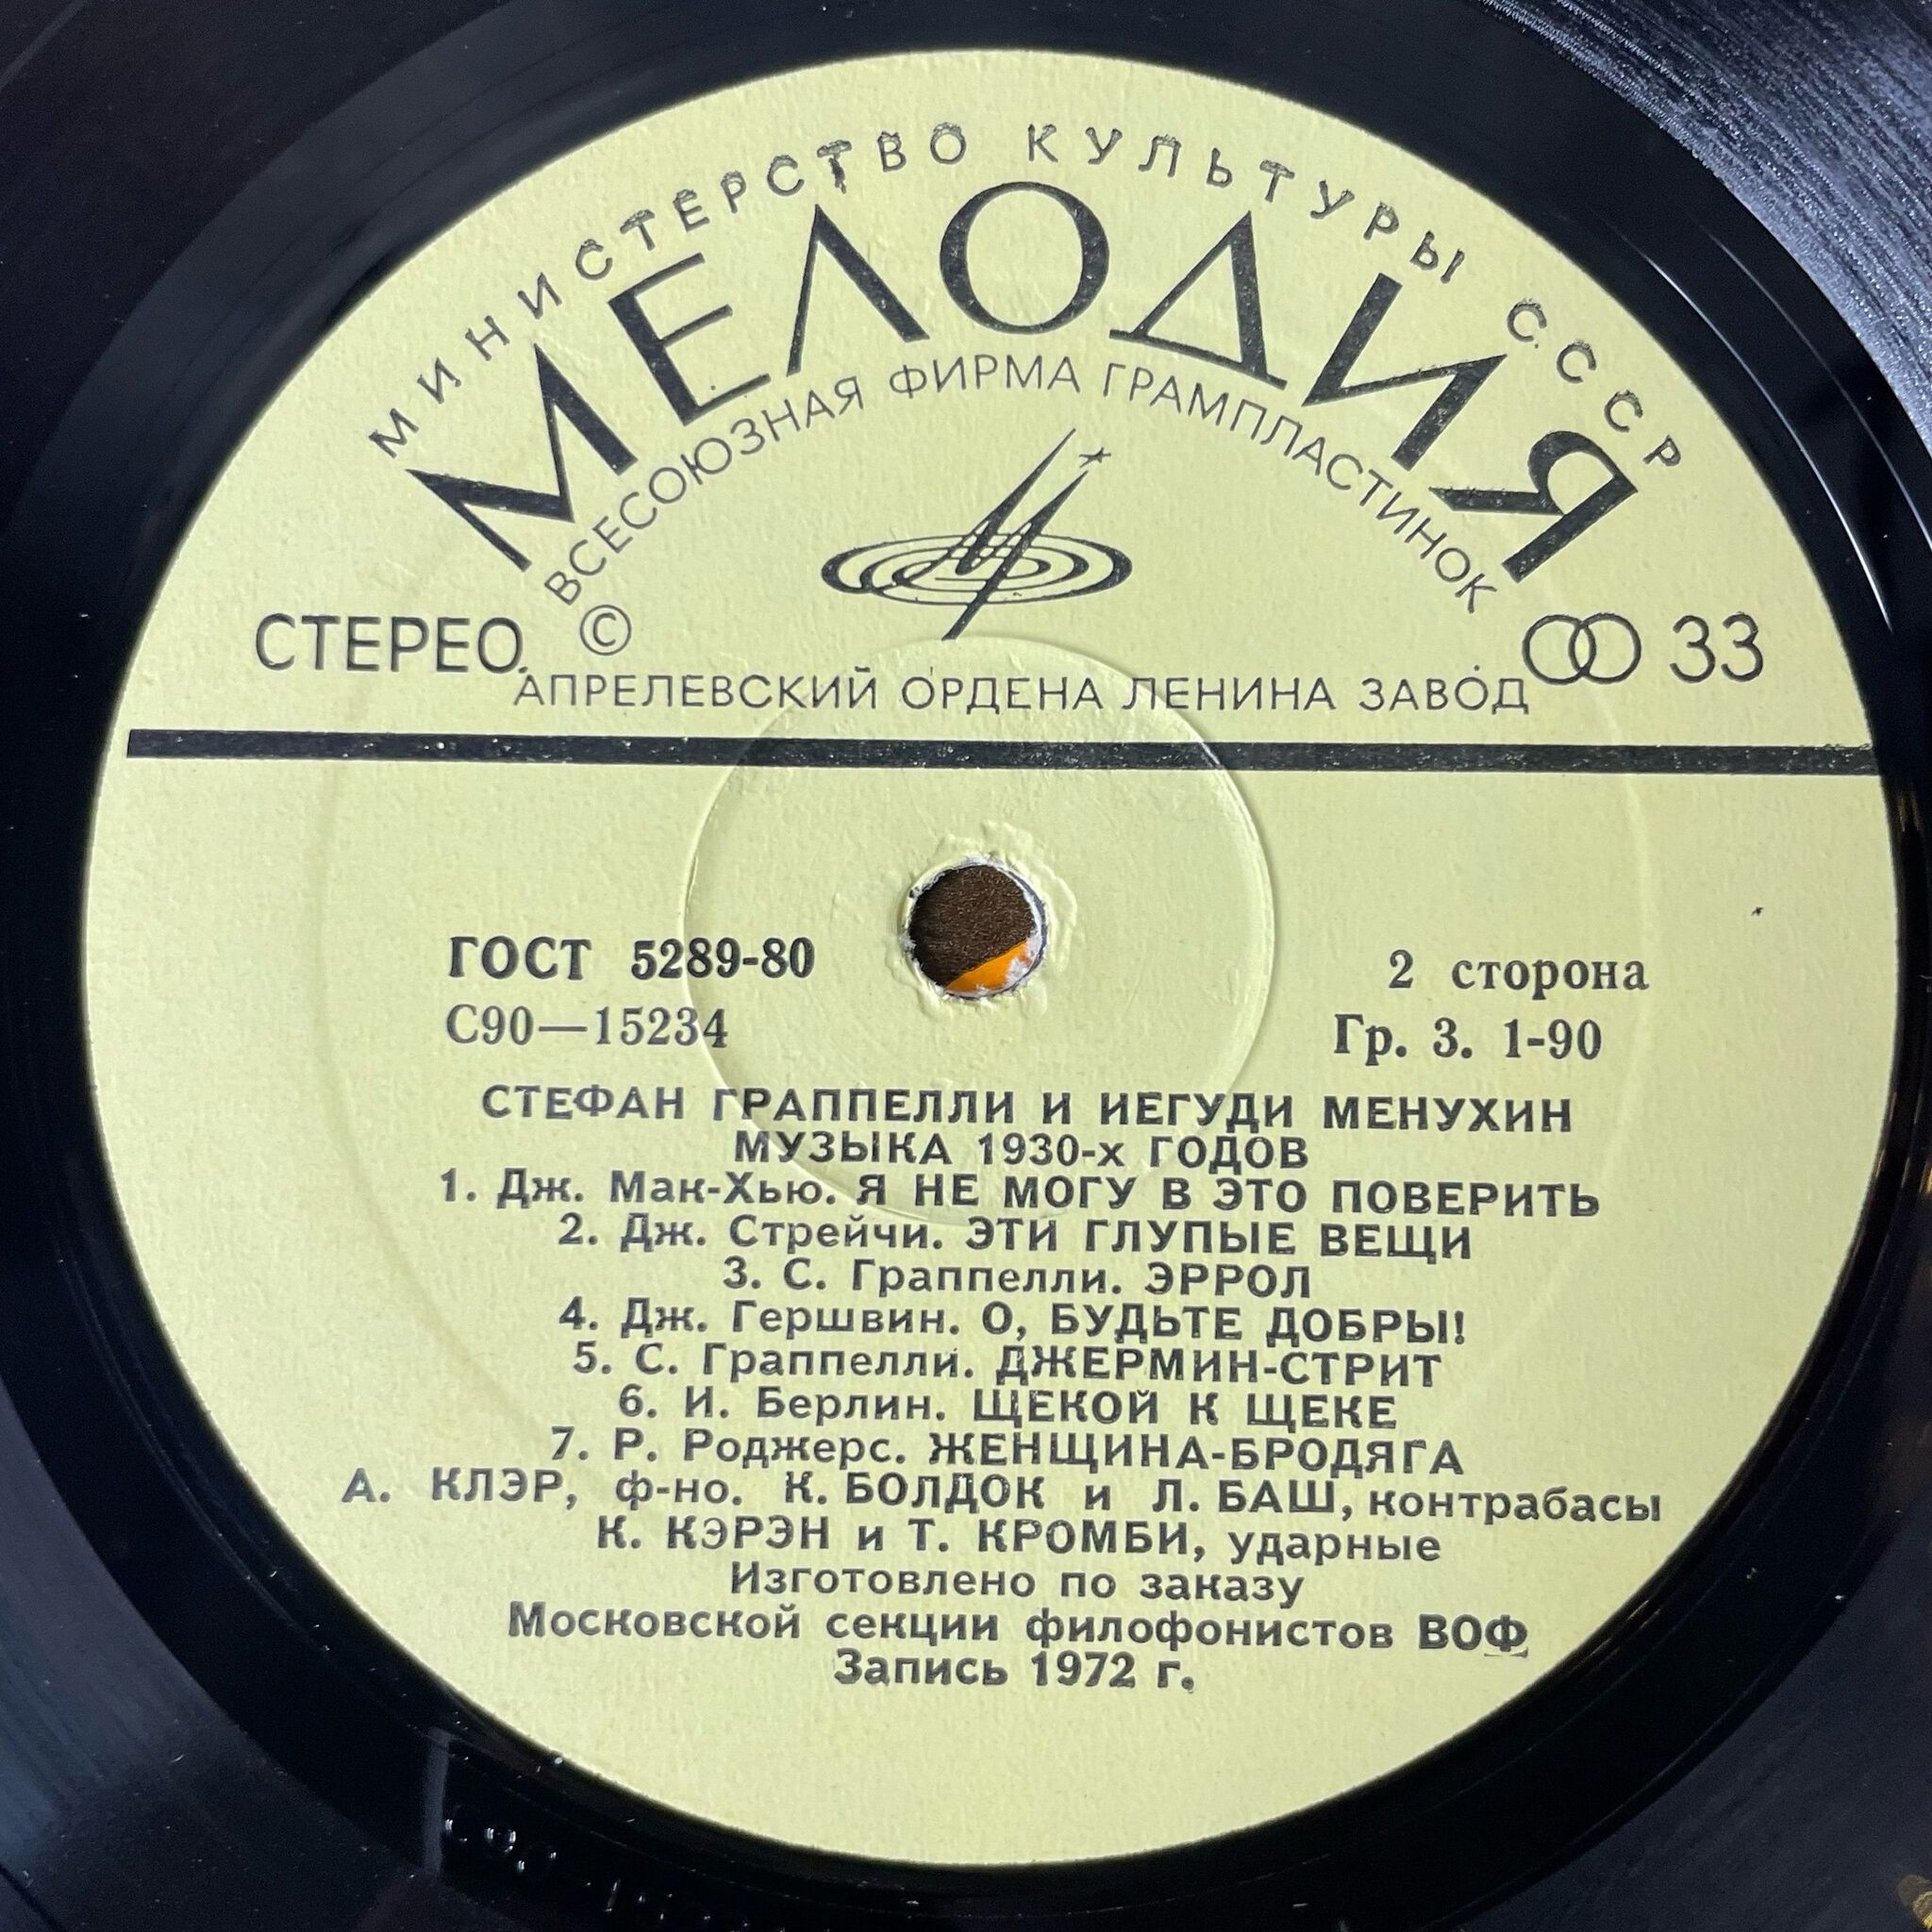 МИНИСТЕРСТВО КУЛЬТУРЫ СССР
МЕЛОДИЯ
ВСЕСОЮЗНАЯ ФИРМА ГРАМПЛАСТИНОК
СТЕРЕО © 33
АПРЕЛЕВСКИЙ ОРДЕНА ЛЕНИНА ЗАВОД
ГОСТ 5289-80 2 сторона
С90—15234 Гр. 3. 1-90
СТЕФАН ГРАППЕЛЛИ И ИЕГУДИ МЕНУХИН
МУЗЫКА 1930-х ГОДОВ
1. Дж. Мак-Хью. Я НЕ МОГУ В ЭТО ПОВЕРИТЬ
2. Дж. Стрейчи. ЭТИ ГЛУПЫЕ ВЕЩИ
3. С. Граппелли. ЭРРОЛ
4. Дж. Гершвин. О, БУДЬТЕ ДОБРЫ!
5. С. Граппелли. ДЖЕРМИН-СТРИТ
6. И. Берлин. ЩЕКОЙ К ЩЕКЕ
7. Р. Роджерс. ЖЕНЩИНА-БРОДЯГА
А. КЛЭР, ф-но. К. БОЛДОК и Л. БАШ, контрабасы
К. КЭРЭН и Т. КРОМБИ, ударные
Изготовлено по заказу
Московской секции филофонистов ВОФ
Запись 1972 г.